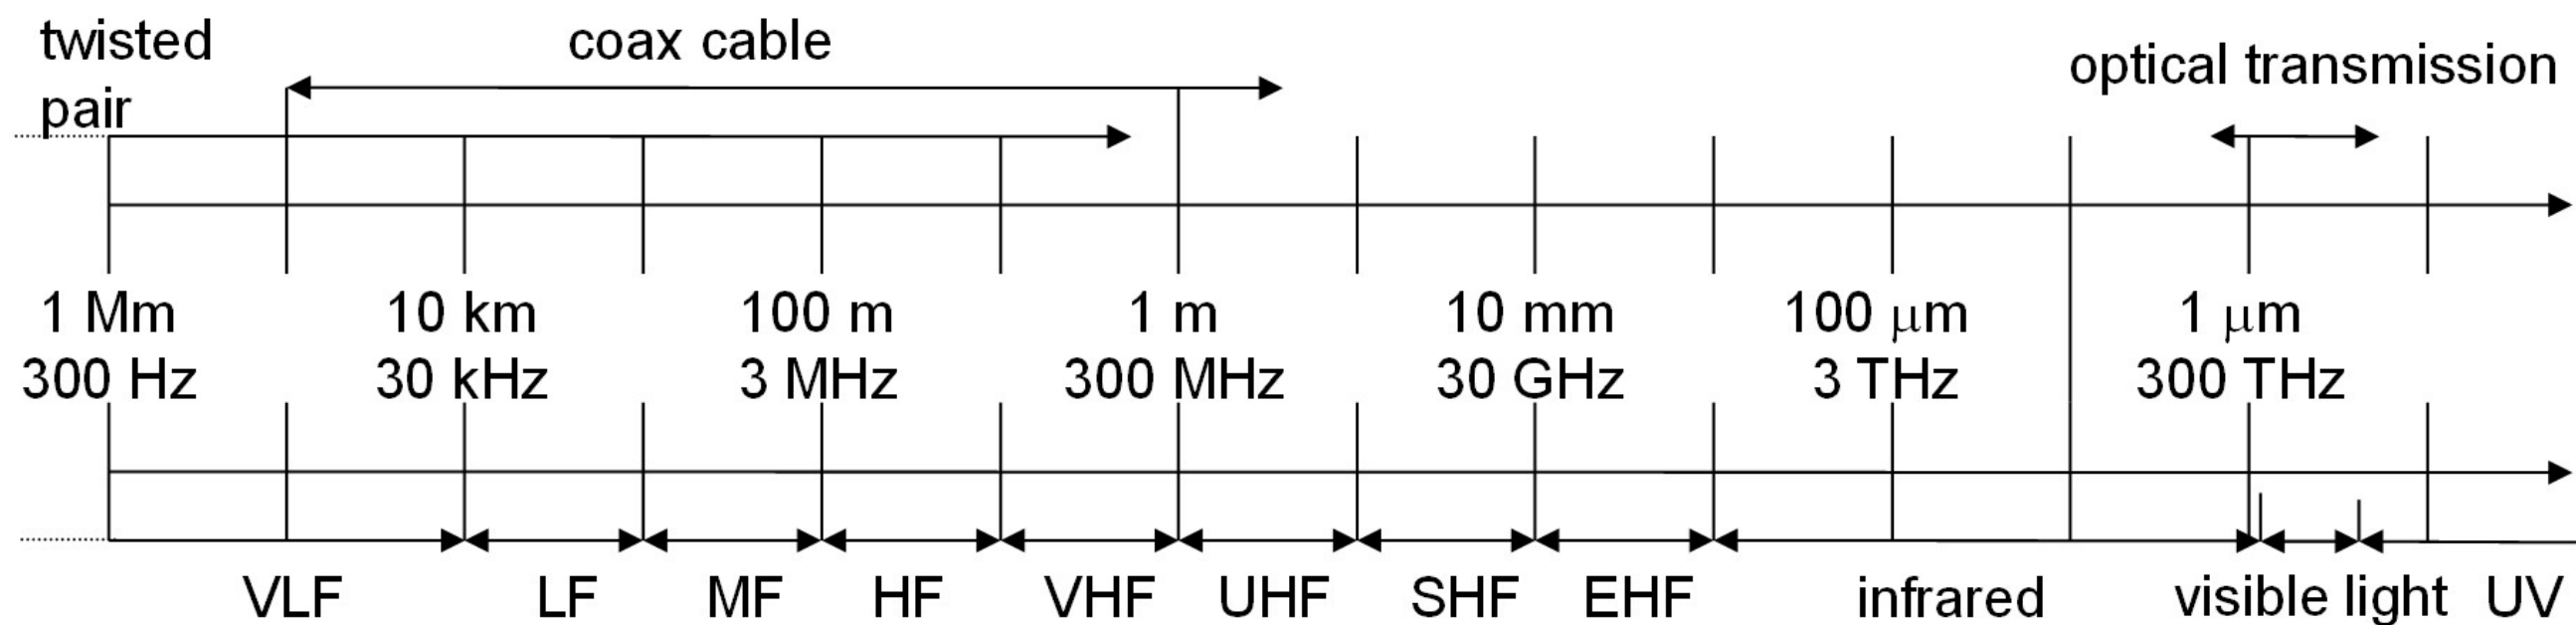 twisted
pair
coax cable
optical transmission
1 Mm 10 km 100 m 1 m 10 mm 100 μm 1 μm
300 Hz 30 kHz 3 MHz 300 MHz 30 GHz 3 THz 300 THz
VLF LF MF HF VHF UHF SHF EHF infrared visible light UV